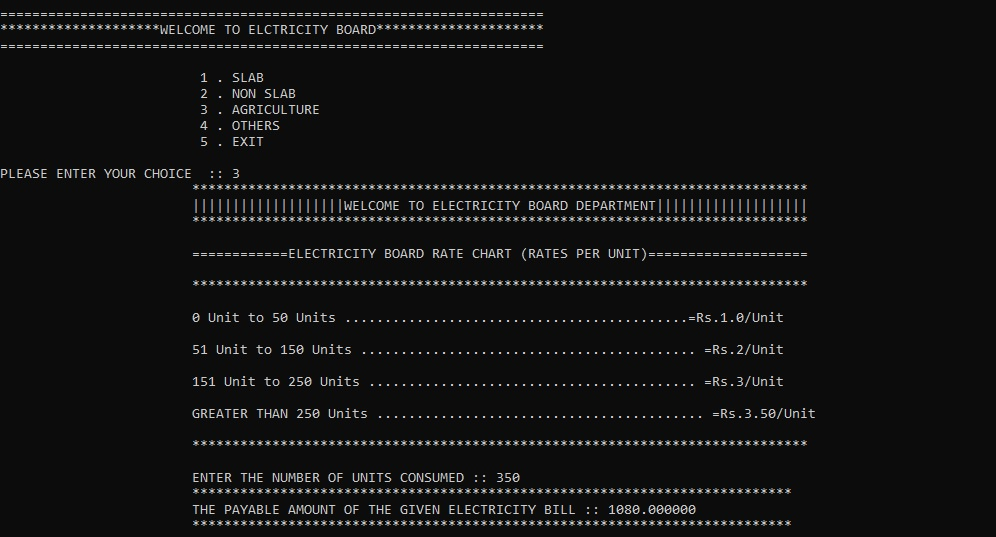 ====================================================================
********************WELCOME TO ELCTRICITY BOARD*********************
====================================================================
1 . SLAB
2 . NON SLAB
3 . AGRICULTURE
4 . OTHERS
5 . EXIT
PLEASE ENTER YOUR CHOICE  :: 3
*****************************************************************************
|||||||||||||||||||WELCOME TO ELECTRICITY BOARD DEPARTMENT|||||||||||||||||||
*****************************************************************************
============ELECTRICITY BOARD RATE CHART (RATES PER UNIT)====================
*****************************************************************************
0 Unit to 50 Units ...........................................=Rs.1.0/Unit
51 Unit to 150 Units .......................................... =Rs.2/Unit
151 Unit to 250 Units ......................................... =Rs.3/Unit
GREATER THAN 250 Units ......................................... =Rs.3.50/Unit
*****************************************************************************
ENTER THE NUMBER OF UNITS CONSUMED :: 350
***************************************************************************
THE PAYABLE AMOUNT OF THE GIVEN ELECTRICITY BILL :: 1080.000000
***************************************************************************